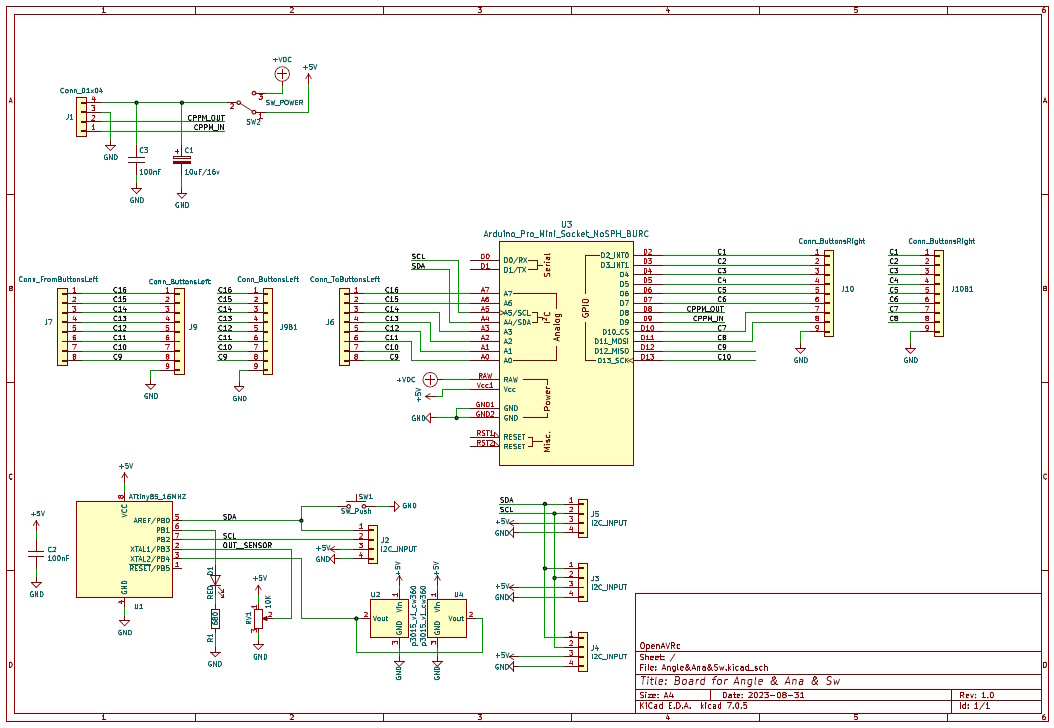 1 2 3 4 5 6
A
B
C
D
+VDC
+5V
Conn_01x04
J1
4
3
2
1
CPPM_OUT
CPPM_IN
GND
2
3
1
SW_POWER
SW2
C3
100nF
GND
C1
10uF/16v
GND
Conn_FromButtonsLeft
J7
1 C16
2 C15
3 C14
4 C13
5 C12
6 C11
7 C10
8 C9
Conn_ButtonsLeft
J9
1
2
3
4
5
6
7
8
9
GND
Conn_ButtonsLeft
J9B1
C16 1
C15 2
C14 3
C13 4
C12 5
C11 6
C10 7
C9 8
9
GND
Conn_ToButtonsLeft
J6
1 C16
2 C15
3 C14
4 C13
5 C12
6 C11
7 C10
8 C9
U3
Arduino_Pro_Mini_Socket_NoSPH_BURC
SCL
SDA
D0 D0/RX
D1 D1/TX
Serial
A7 A7
A6 A6
A5 A5/SCL
A4 A4/SDA
A3 A3
A2 A2
A1 A1
A0 A0
I²C
Analog
GPIO
D2_INT0 D2
D3_INT1 D3
D4 D4
D5 D5
D6 D6
D7 D7
D8 D8
D9 D9
D10_CS D10
D11_MOSI D11
D12_MISO D12
D13_SCK D13
+VDC
+5V
GND
RAW RAW
Vcc1 Vcc
GND1 GND
GND2 GND
Power
RST1 RESET
RST2 RESET
Misc.
C1
C2
C3
C4
C5
C6
CPPM_OUT
CPPM_IN
C7
C8
C9
C10
Conn_ButtonsRight
J10
1
2
3
4
5
6
7
8
9
GND
Conn_ButtonsRight
J10B1
C1 1
C2 2
C3 3
C4 4
C5 5
C6 6
C7 7
C8 8
9
GND
+5V
C2
100nF
GND
+5V
ATtiny85_16MHZ
8
VCC
AREF/PB0 5
PB1 6
PB2 7
XTAL1/PB3 2
XTAL2/PB4 3
RESET/PB5 1
GND
4
U1
GND
SDA
SCL
OUT_SENSOR
D1
RED
R1
680
GND
+5V
RV1
10K
1
2
3
GND
SW1
SW_Push
GND
1
2
3
4
J2
I2C_INPUT
+5V
GND
+5V
U2
1
Vin
2 Vout
GND
3
p3015_v1_cw360
GND
+5V
U4
1
Vin
Vout 2
GND
3
p3015_v1_cw360
GND
SDA
SCL
+5V
GND
1
2
3
4
J5
I2C_INPUT
+5V
GND
1
2
3
4
J3
I2C_INPUT
+5V
GND
1
2
3
4
J4
I2C_INPUT
OpenAVRc
Sheet: /
File: Angle&Ana&Sw.kicad_sch
Title: Board for Angle & Ana & Sw
Size: A4 Date: 2023-08-31 Rev: 1.0
KiCad E.D.A. kicad 7.0.5 Id: 1/1
A
B
C
D
1 2 3 4 5 6